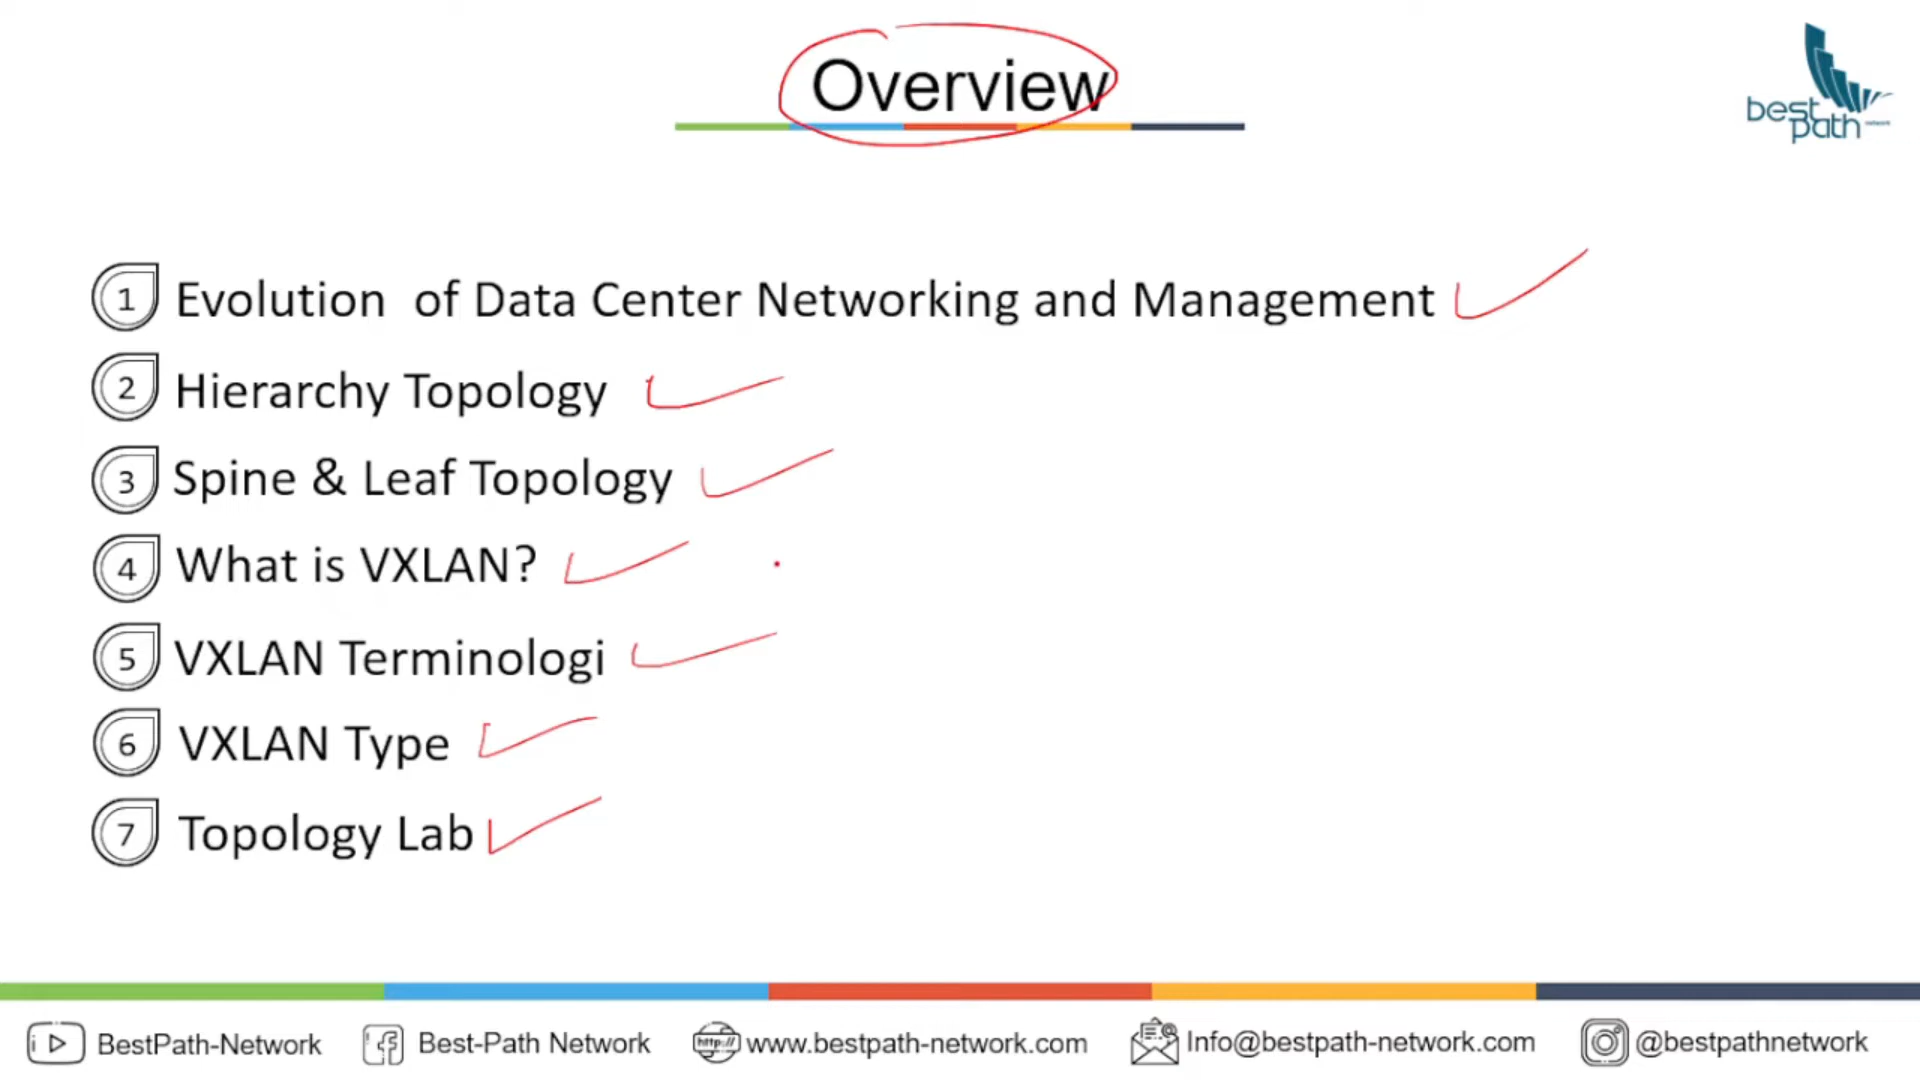 Overview
best
path
1 Evolution of Data Center Networking and Management
2 Hierarchy Topology
3 Spine & Leaf Topology
4 What is VXLAN?
5 VXLAN Terminologi
6 VXLAN Type
7 Topology Lab
BestPath-Network Best-Path Network http:// www.bestpath-network.com Info@bestpath-network.com @bestpathnetwork